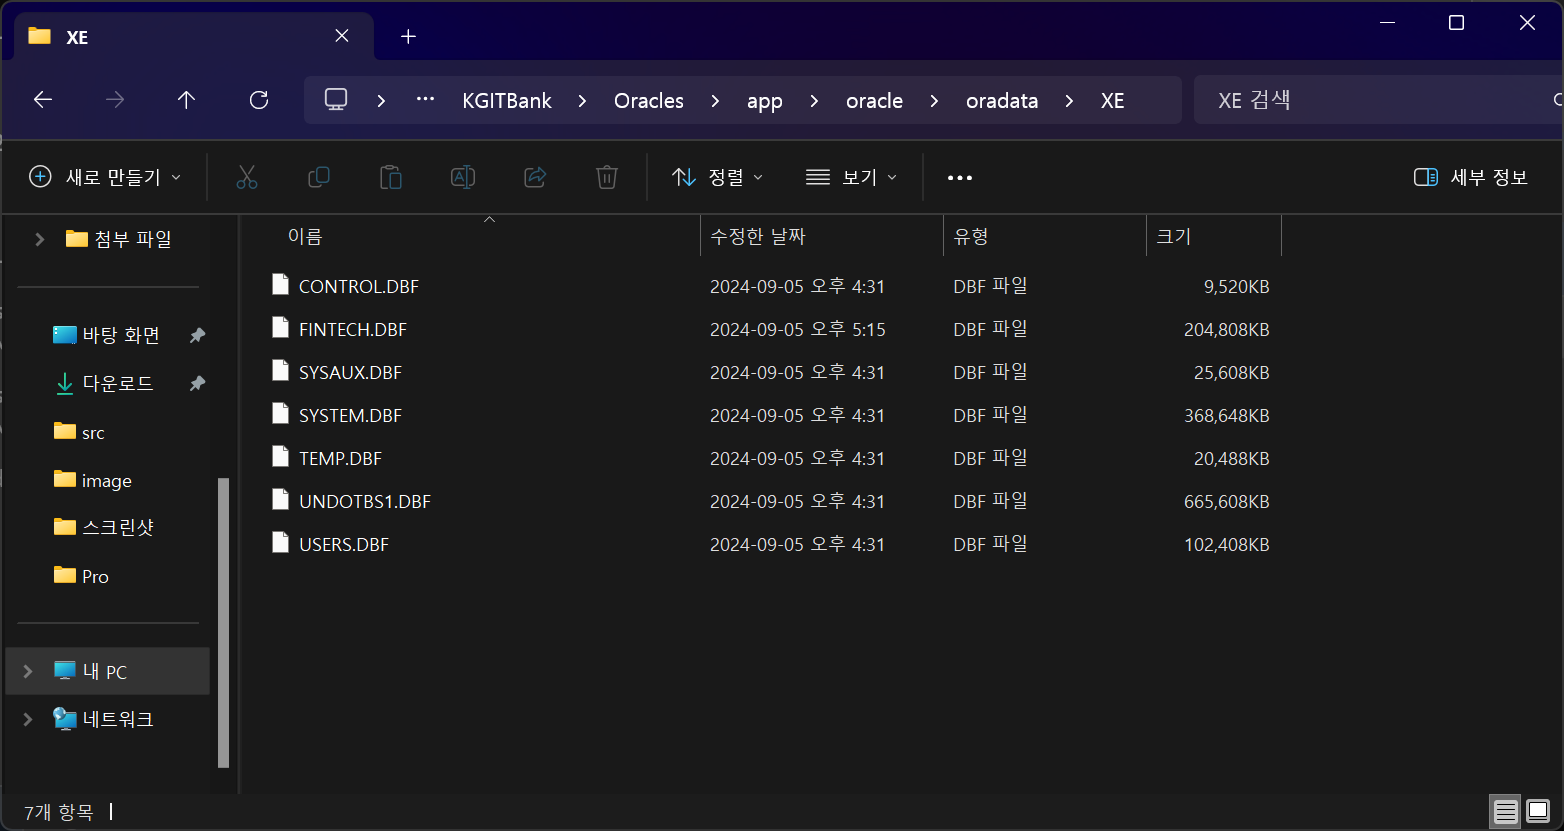 XE
KGITBank Oracles app oracle oradata XE
XE 검색
새로 만들기 정렬 보기 세부 정보
첨부 파일
바탕 화면
다운로드
src
image
스크린샷
Pro
내 PC
네트워크
이름 수정한 날짜 유형 크기
CONTROL.DBF 2024-09-05 오후 4:31 DBF 파일 9,520KB
FINTECH.DBF 2024-09-05 오후 5:15 DBF 파일 204,808KB
SYSAUX.DBF 2024-09-05 오후 4:31 DBF 파일 25,608KB
SYSTEM.DBF 2024-09-05 오후 4:31 DBF 파일 368,648KB
TEMP.DBF 2024-09-05 오후 4:31 DBF 파일 20,488KB
UNDOTBS1.DBF 2024-09-05 오후 4:31 DBF 파일 665,608KB
USERS.DBF 2024-09-05 오후 4:31 DBF 파일 102,408KB
7개 항목